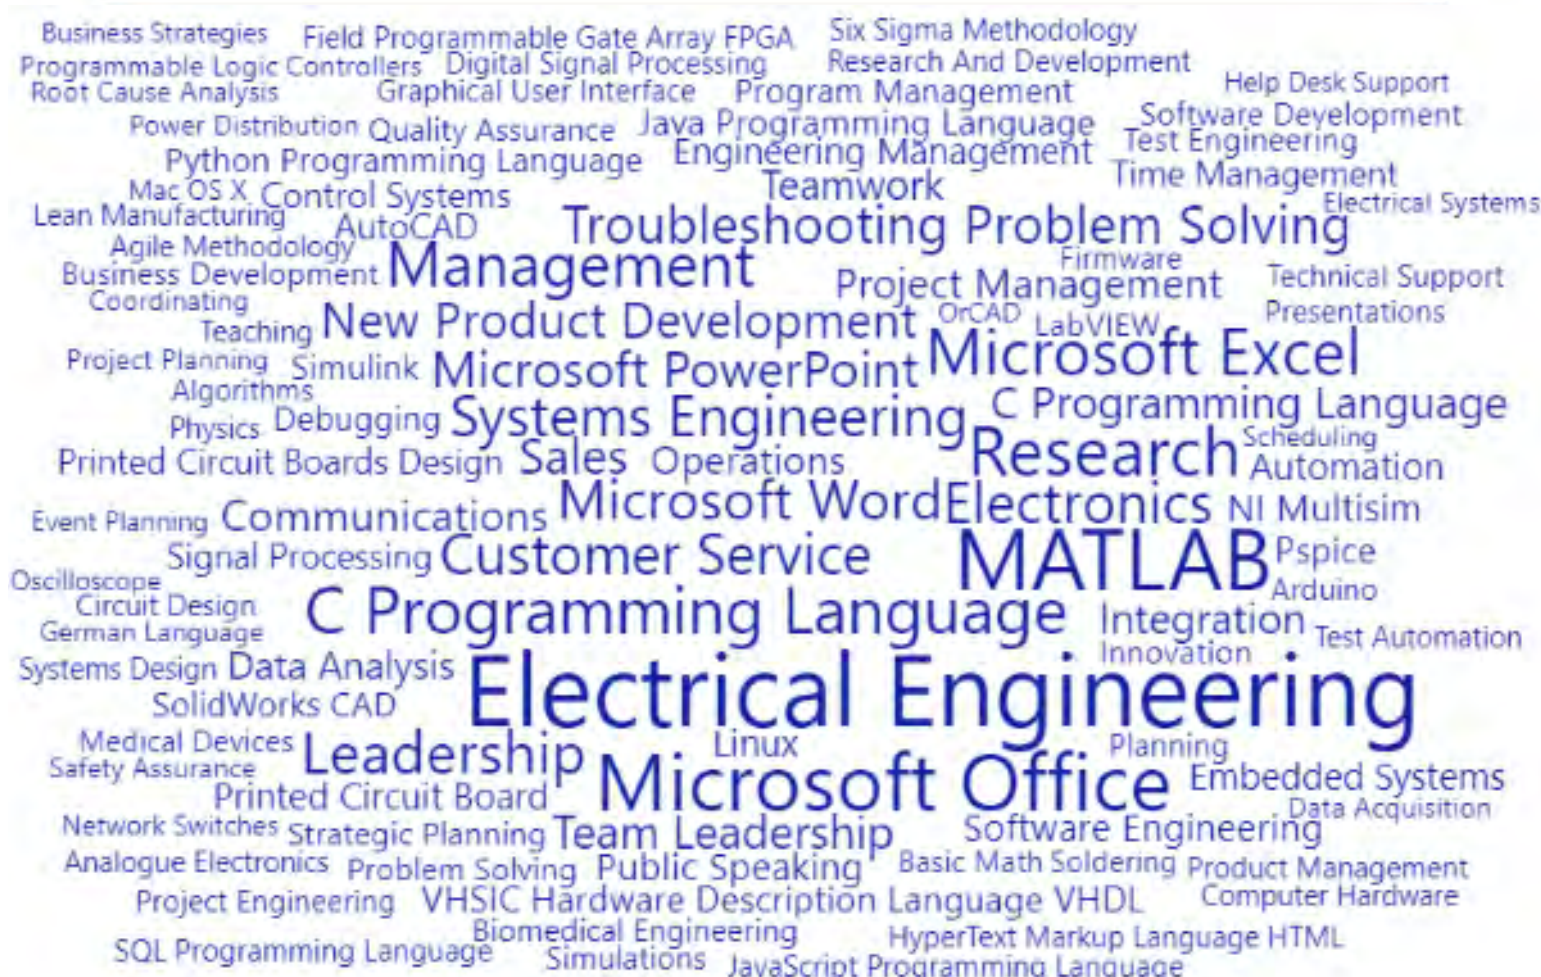 Business Strategies Field Programmable Gate Array FPGA Six Sigma Methodology
Programmable Logic Controllers Digital Signal Processing Research And Development
Root Cause Analysis Graphical User Interface Program Management Help Desk Support
Power Distribution Quality Assurance Java Programming Language Software Development
Python Programming Language Engineering Management Test Engineering
Mac OS X Control Systems Teamwork Time Management
Lean Manufacturing AutoCAD Troubleshooting Problem Solving Electrical Systems
Agile Methodology Management Firmware
Business Development Project Management Technical Support
Coordinating New Product Development OrCAD LabVIEW Presentations
Teaching
Project Planning Simulink Microsoft PowerPoint Microsoft Excel
Algorithms
Physics Debugging Systems Engineering C Programming Language
Printed Circuit Boards Design Sales Operations Research Scheduling
Automation
Event Planning Communications Microsoft Word Electronics NI Multisim
Signal Processing Customer Service MATLAB Pspice
Oscilloscope Arduino
Circuit Design C Programming Language Integration
German Language Test Automation
Systems Design Data Analysis Electrical Engineering Innovation
SolidWorks CAD
Medical Devices Leadership Linux Planning
Safety Assurance Microsoft Office Embedded Systems
Printed Circuit Board Data Acquisition
Network Switches Strategic Planning Team Leadership Software Engineering
Analogue Electronics Problem Solving Public Speaking Basic Math Soldering Product Management
Project Engineering VHSIC Hardware Description Language VHDL Computer Hardware
SQL Programming Language Biomedical Engineering HyperText Markup Language HTML
Simulations JavaScript Programming Language